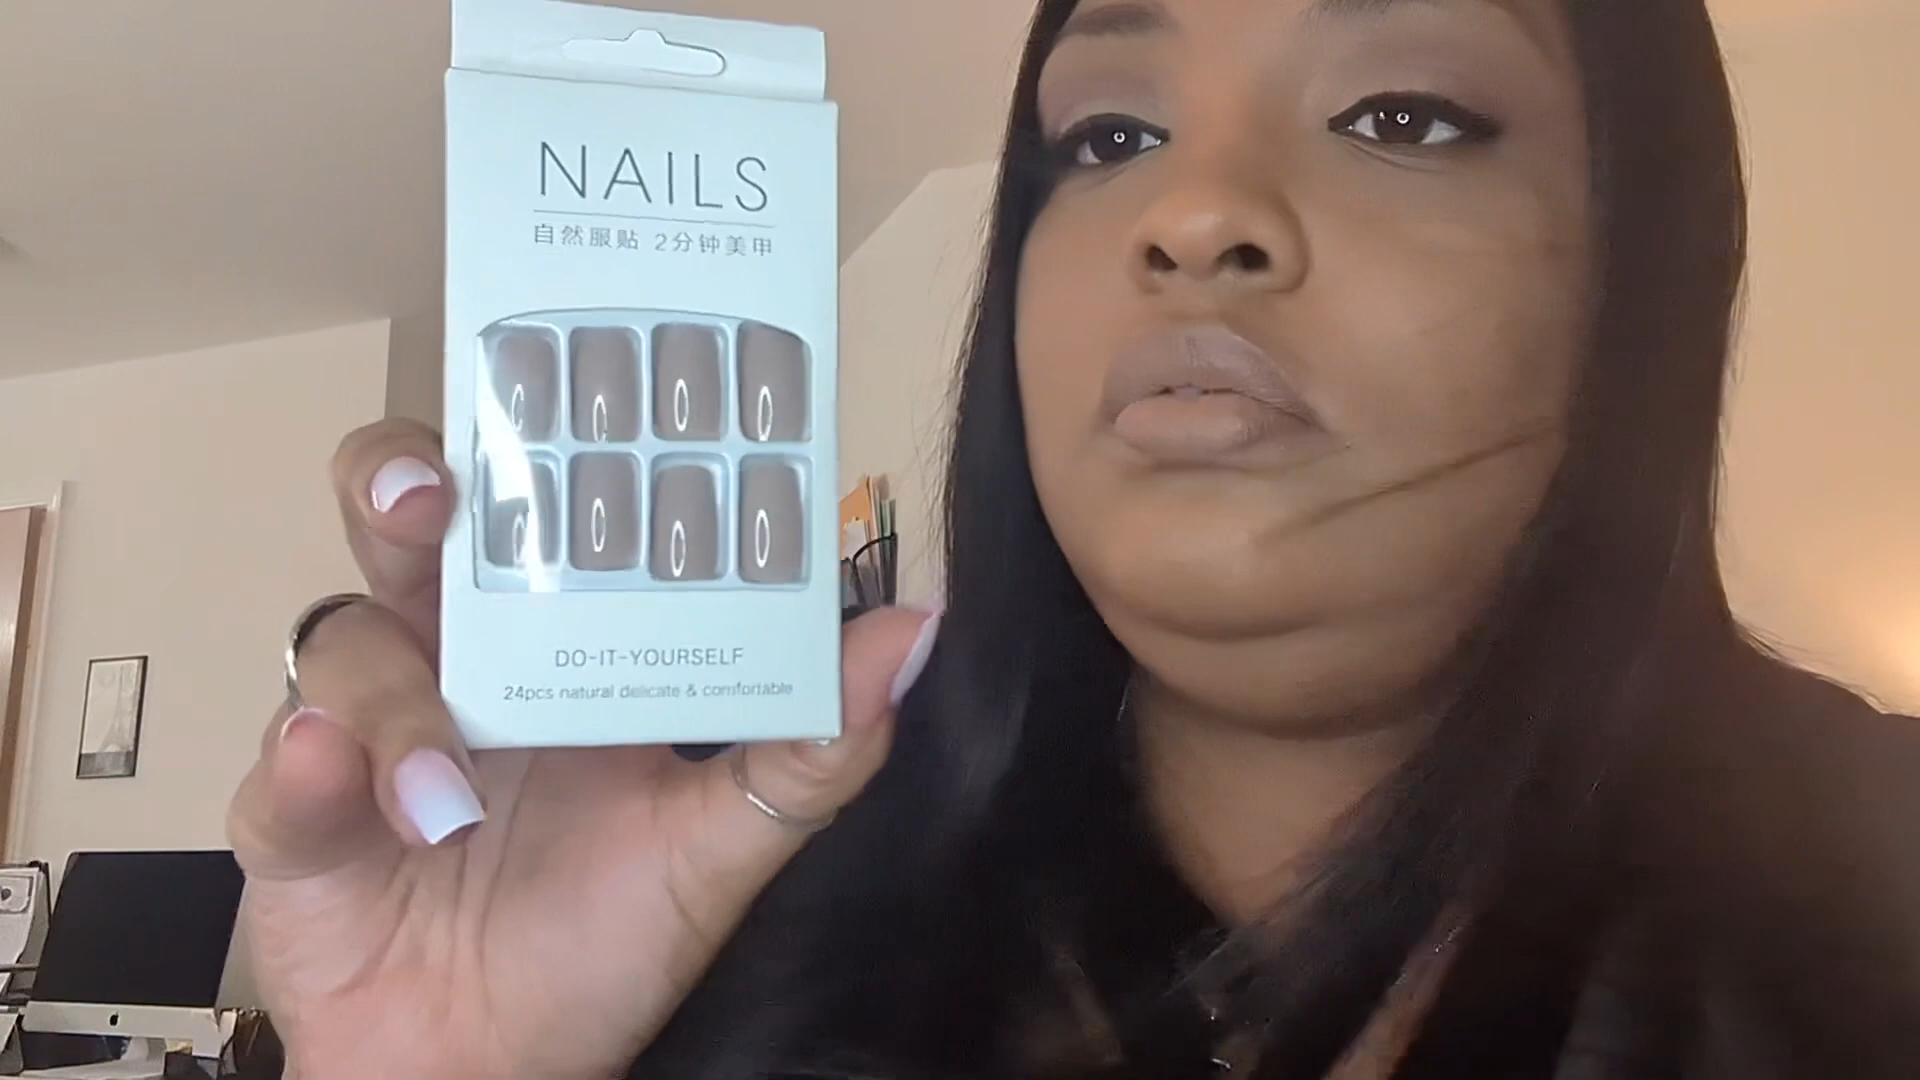 NAILS
自然服贴 2分钟美甲
DO-IT-YOURSELF
24pcs natural delicate & comfortable